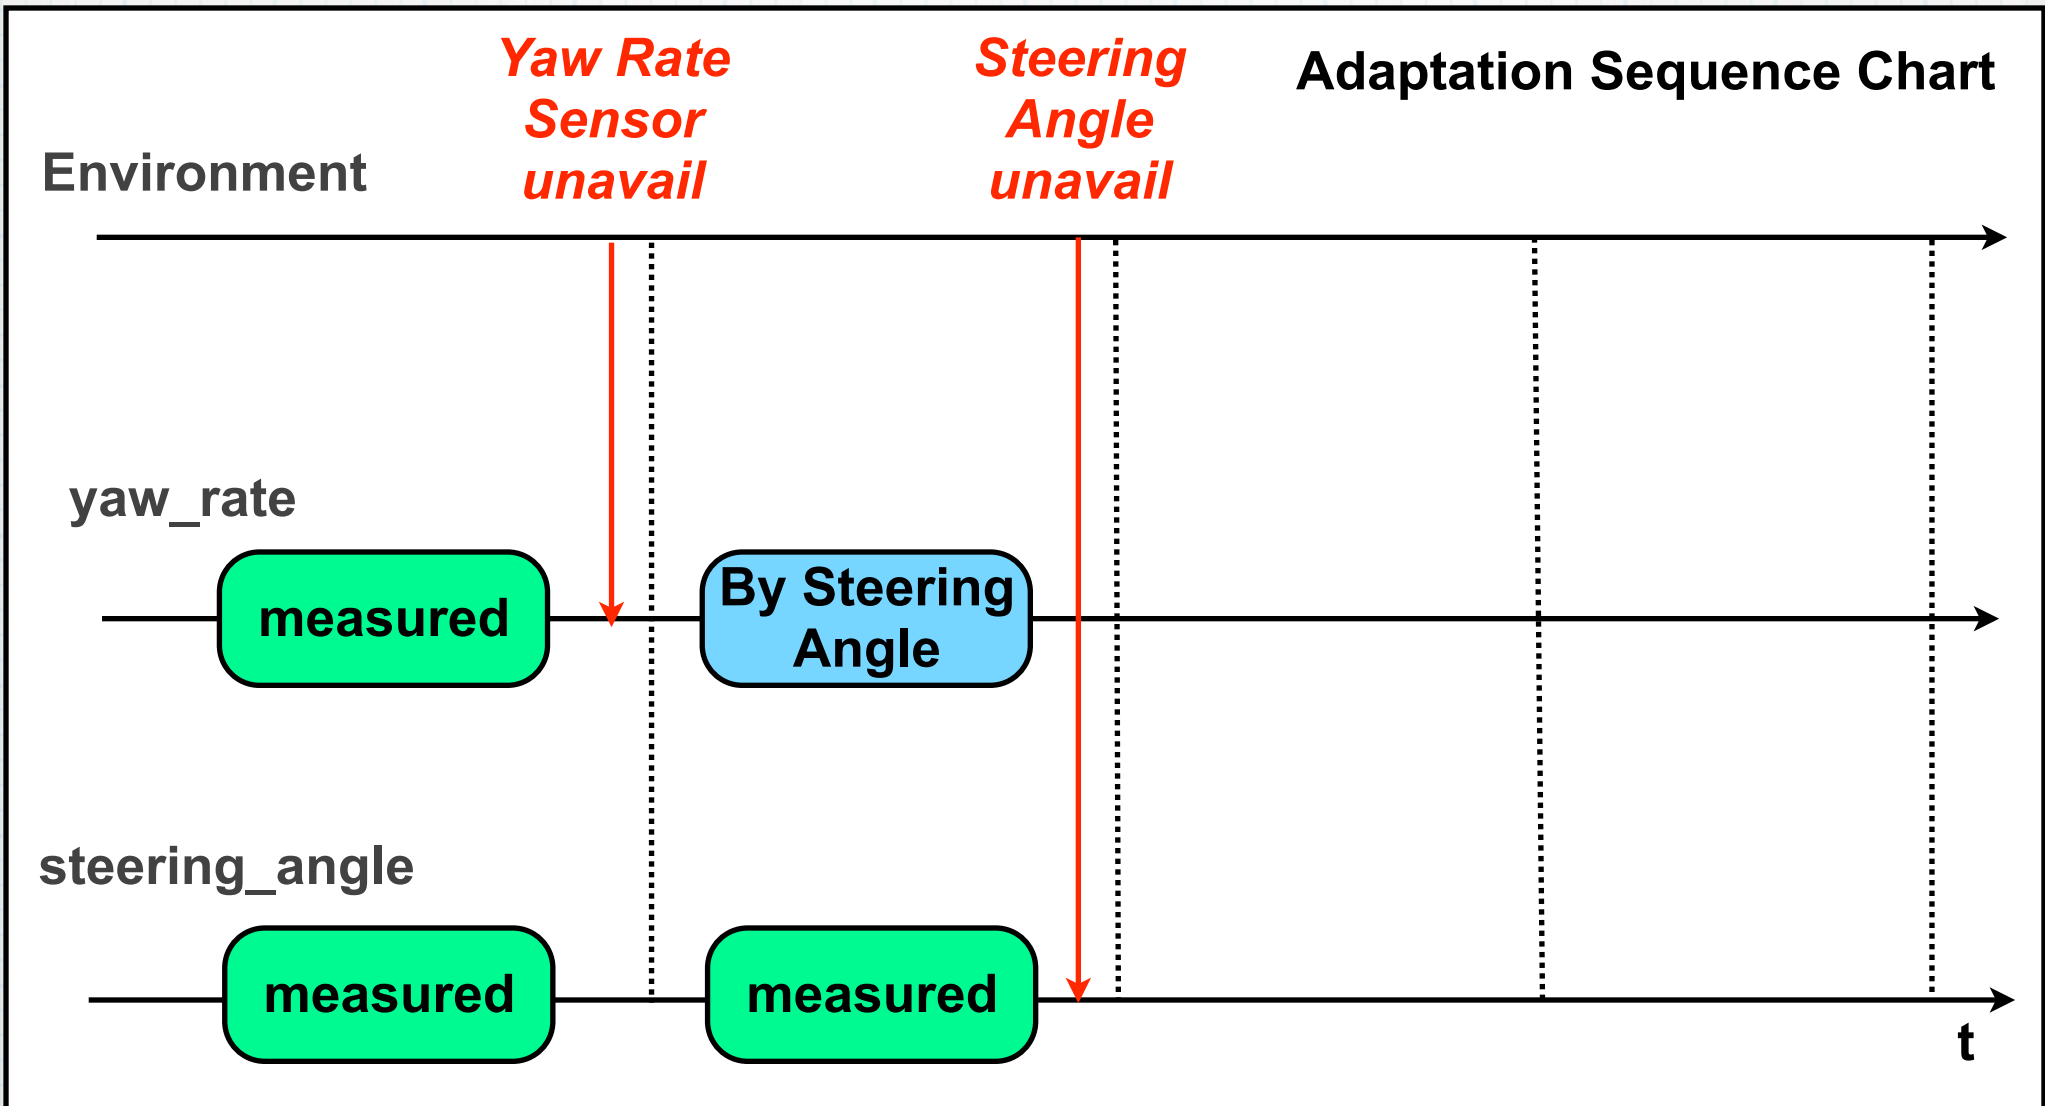 Yaw Rate
Sensor
unavail
Steering
Angle
unavail
Adaptation Sequence Chart
Environment
yaw_rate
measured
By Steering
Angle
steering_angle
measured
measured
t